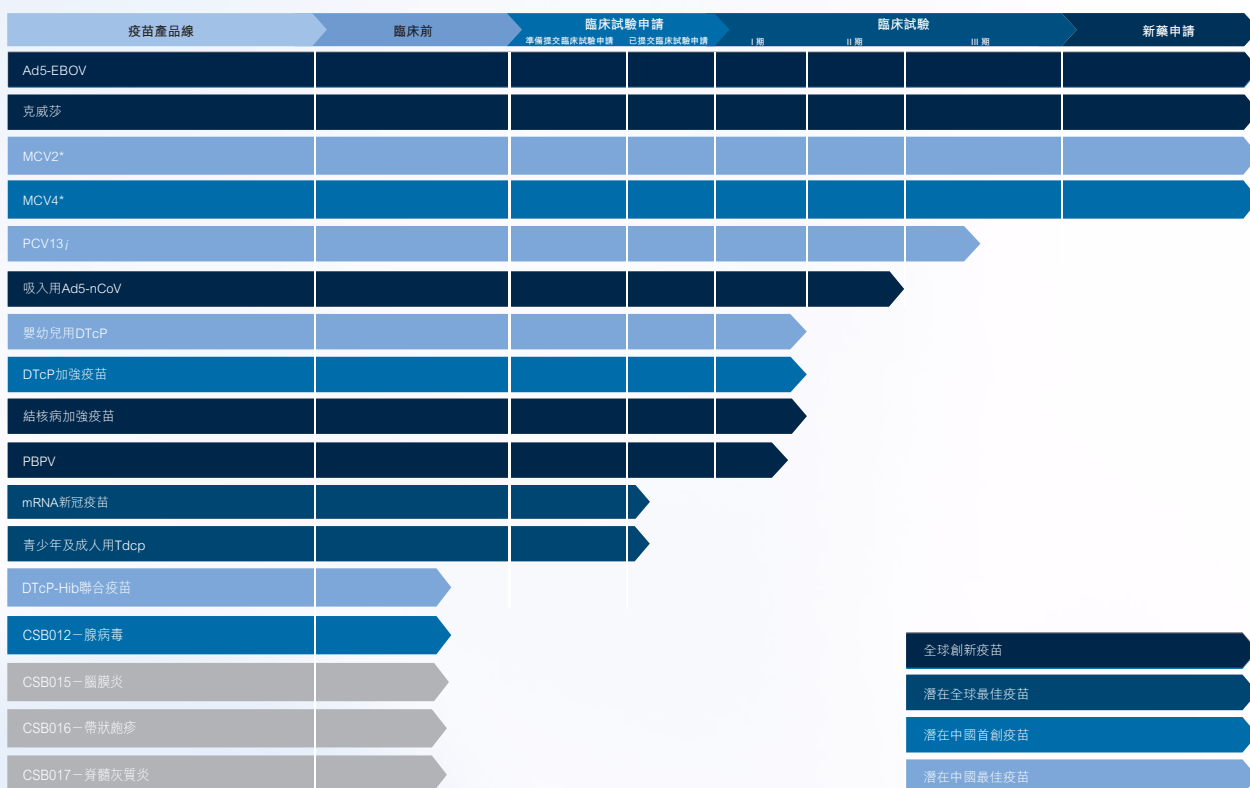 疫苗產品線
臨床前
臨床試驗申請
準備提交臨床試驗申請 已提交臨床試驗申請
臨床試驗
I 期 II 期 III 期
新藥申請
Ad5-EBOV
克威莎
MCV2*
MCV4*
PCV13i
吸入用Ad5-nCoV
嬰幼兒用DTcP
DTcP加強疫苗
結核病加強疫苗
PBPV
mRNA新冠疫苗
青少年及成人用Tdcp
DTcP-Hib聯合疫苗
CSB012－腺病毒
CSB015－腦膜炎
CSB016－帶狀皰疹
CSB017－脊髓灰質炎
全球創新疫苗
潛在全球最佳疫苗
潛在中國首創疫苗
潛在中國最佳疫苗